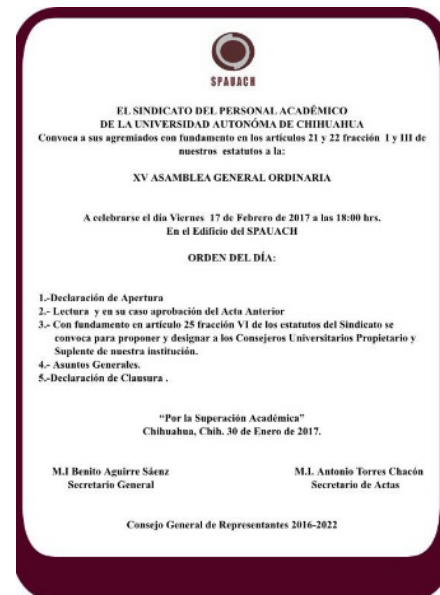 SPAUACH
EL SINDICATO DEL PERSONAL ACADÉMICO
DE LA UNIVERSIDAD AUTONÓMA DE CHIHUAHUA
Convoca a sus agremiados con fundamento en los artículos 21 y 22 fracción I y III de
nuestros estatutos a la:
XV ASAMBLEA GENERAL ORDINARIA
A celebrarse el día Viernes 17 de Febrero de 2017 a las 18:00 hrs.
En el Edificio del SPAUACH
ORDEN DEL DÍA:
1.-Declaración de Apertura
2.- Lectura y en su caso aprobación del Acta Anterior
3.- Con fundamento en artículo 25 fracción VI de los estatutos del Sindicato se
convoca para proponer y designar a los Consejeros Universitarios Propietario y
Suplente de nuestra institución.
4.- Asuntos Generales.
5.-Declaración de Clausura .
“Por la Superación Académica”
Chihuahua, Chih. 30 de Enero de 2017.
M.I Benito Aguirre Sáenz
Secretario General
M.I. Antonio Torres Chacón
Secretario de Actas
Consejo General de Representantes 2016-2022